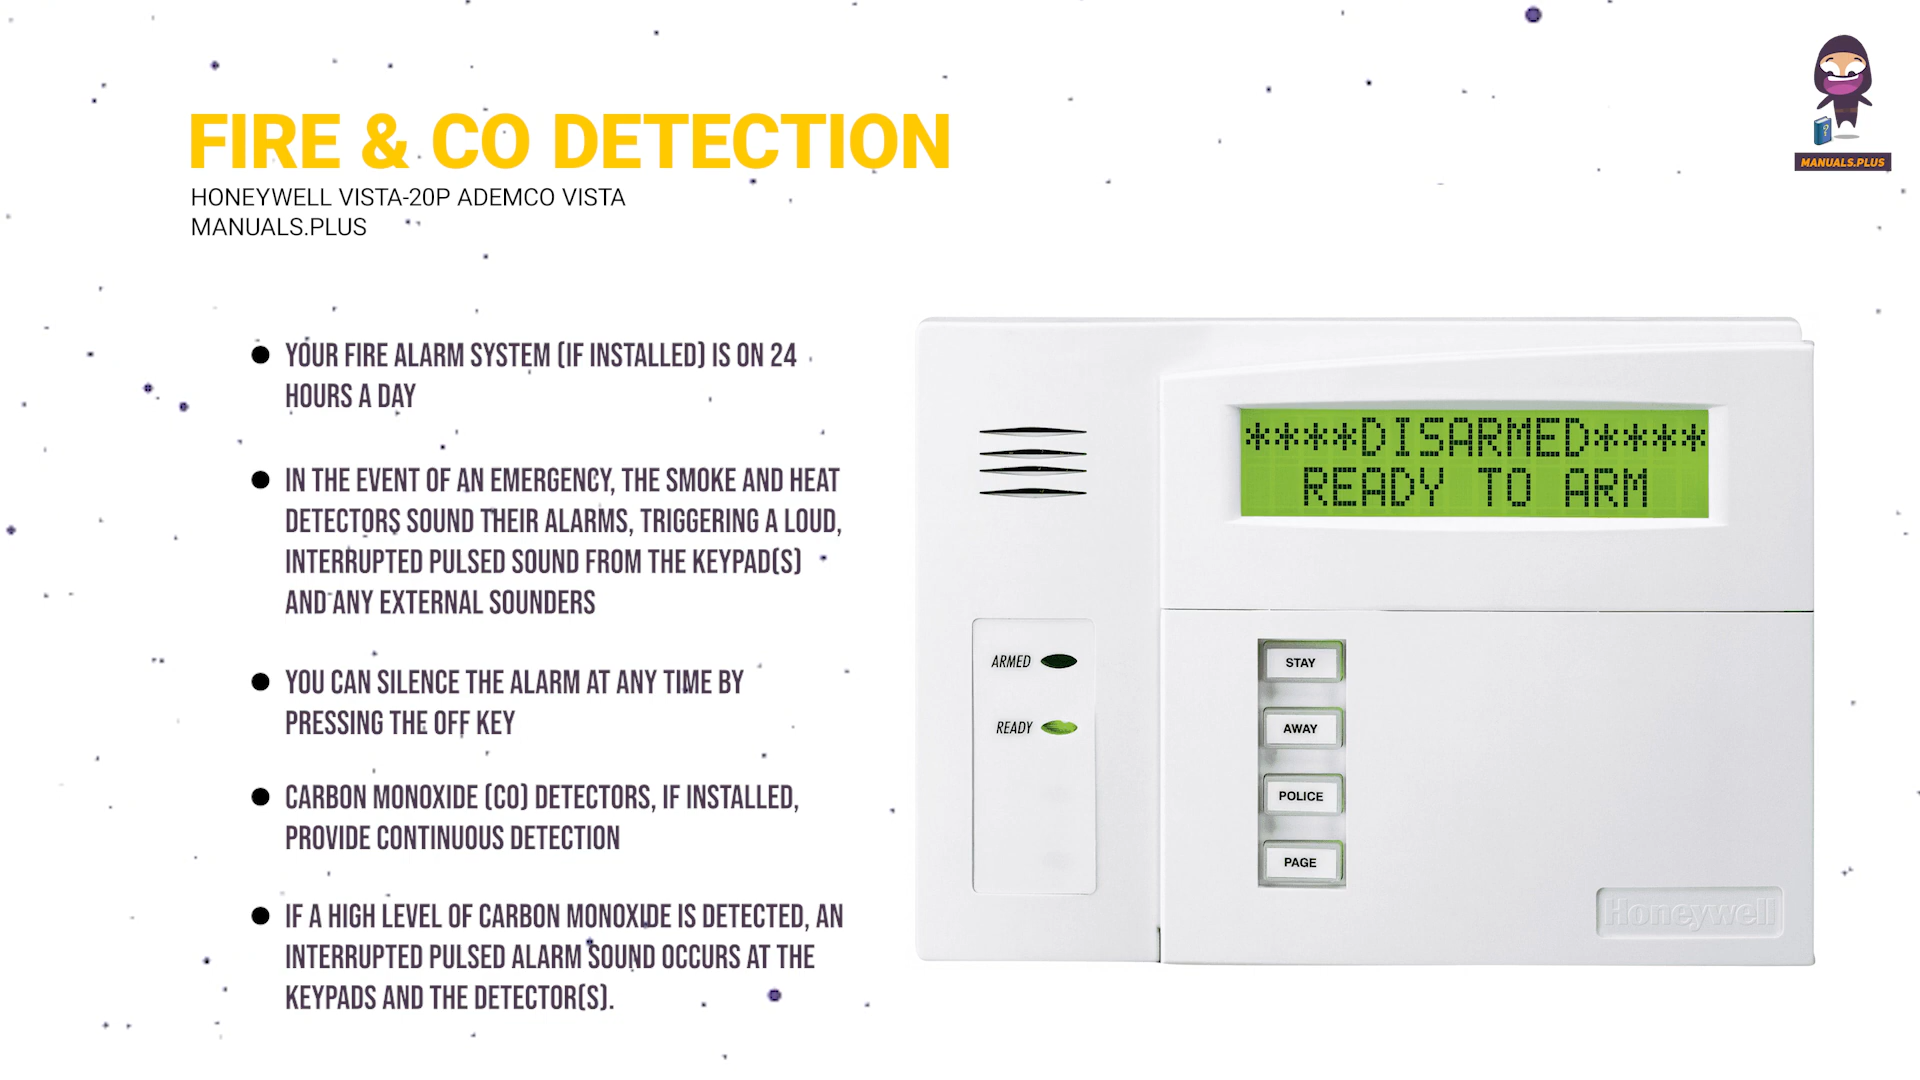 FIRE & CO DETECTION
HONEYWELL VISTA-20P ADEMCO VISTA
MANUALS.PLUS
YOUR FIRE ALARM SYSTEM (IF INSTALLED) IS ON 24
HOURS A DAY
IN THE EVENT OF AN EMERGENCY, THE SMOKE AND HEAT
DETECTORS SOUND THEIR ALARMS, TRIGGERING A LOUD,
INTERRUPTED PULSED SOUND FROM THE KEYPAD(S)
AND ANY EXTERNAL SOUNDERS
YOU CAN SILENCE THE ALARM AT ANY TIME BY
PRESSING THE OFF KEY
CARBON MONOXIDE (CO) DETECTORS, IF INSTALLED,
PROVIDE CONTINUOUS DETECTION
IF A HIGH LEVEL OF CARBON MONOXIDE IS DETECTED, AN
INTERRUPTED PULSED ALARM SOUND OCCURS AT THE
KEYPADS AND THE DETECTOR(S).
MANUALS.PLUS
****DISARMED****
READY TO ARM
ARMED
READY
STAY
AWAY
POLICE
PAGE
Honeywell